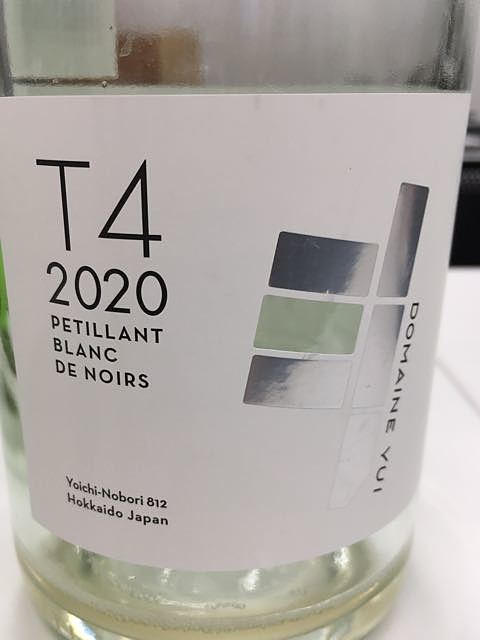 T4
2020
PETILLANT
BLANC
DE NOIRS
DOMAINE YUI
Yoichi-Nobori 812
Hokkaido Japan